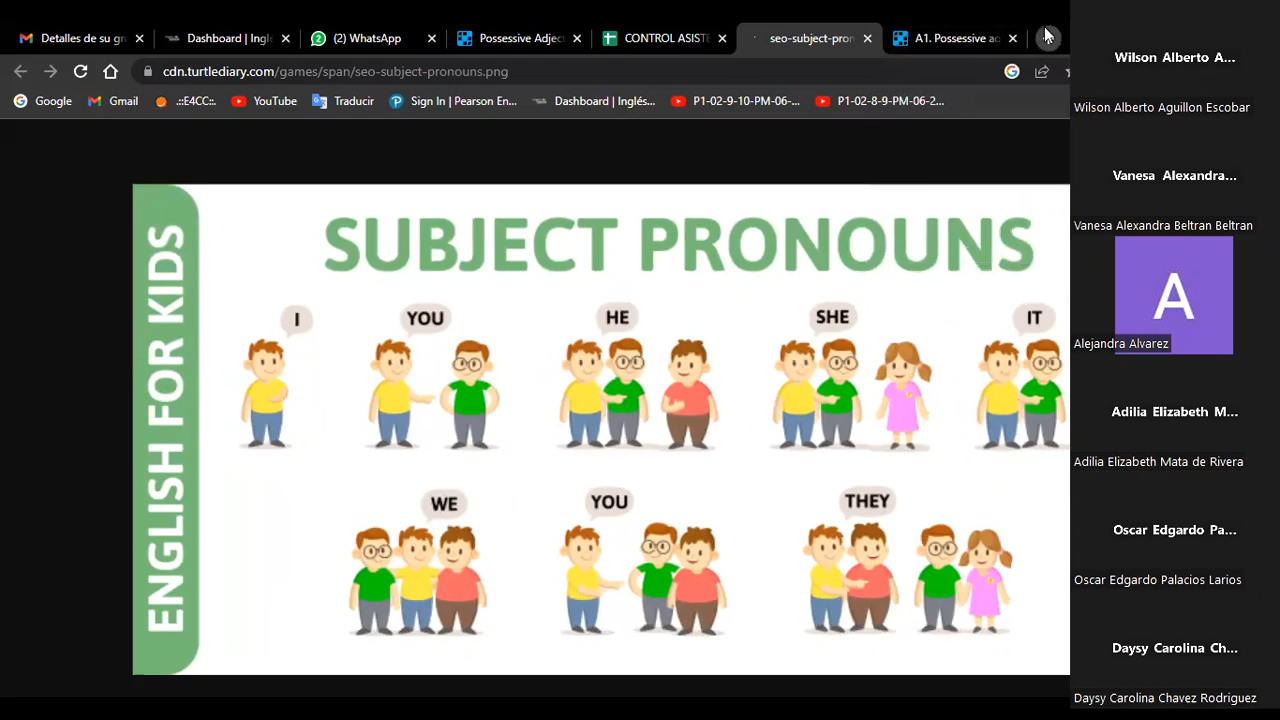 Detalles de su gr
Dashboard | Ingl
(2) WhatsApp
Possessive Adject
CONTROL ASISTE
seo-subject-pron
A1. Possessive ad
cdn.turtlediary.com/games/span/seo-subject-pronouns.png
Google
Gmail
.::E4CC::.
YouTube
Traducir
Sign In | Pearson En...
Dashboard | Inglés...
P1-02-9-10-PM-06-...
P1-02-8-9-PM-06-2...
ENGLISH FOR KIDS
SUBJECT PRONOUNS
I
YOU
HE
SHE
IT
WE
YOU
THEY
Wilson Alberto A...
Wilson Alberto Aguillon Escobar
Vanesa Alexandra...
Vanesa Alexandra Beltran Beltran
A
Alejandra Alvarez
Adilia Elizabeth M...
Adilia Elizabeth Mata de Rivera
Oscar Edgardo Pa...
Oscar Edgardo Palacios Larios
Daysy Carolina Ch...
Daysy Carolina Chavez Rodriguez